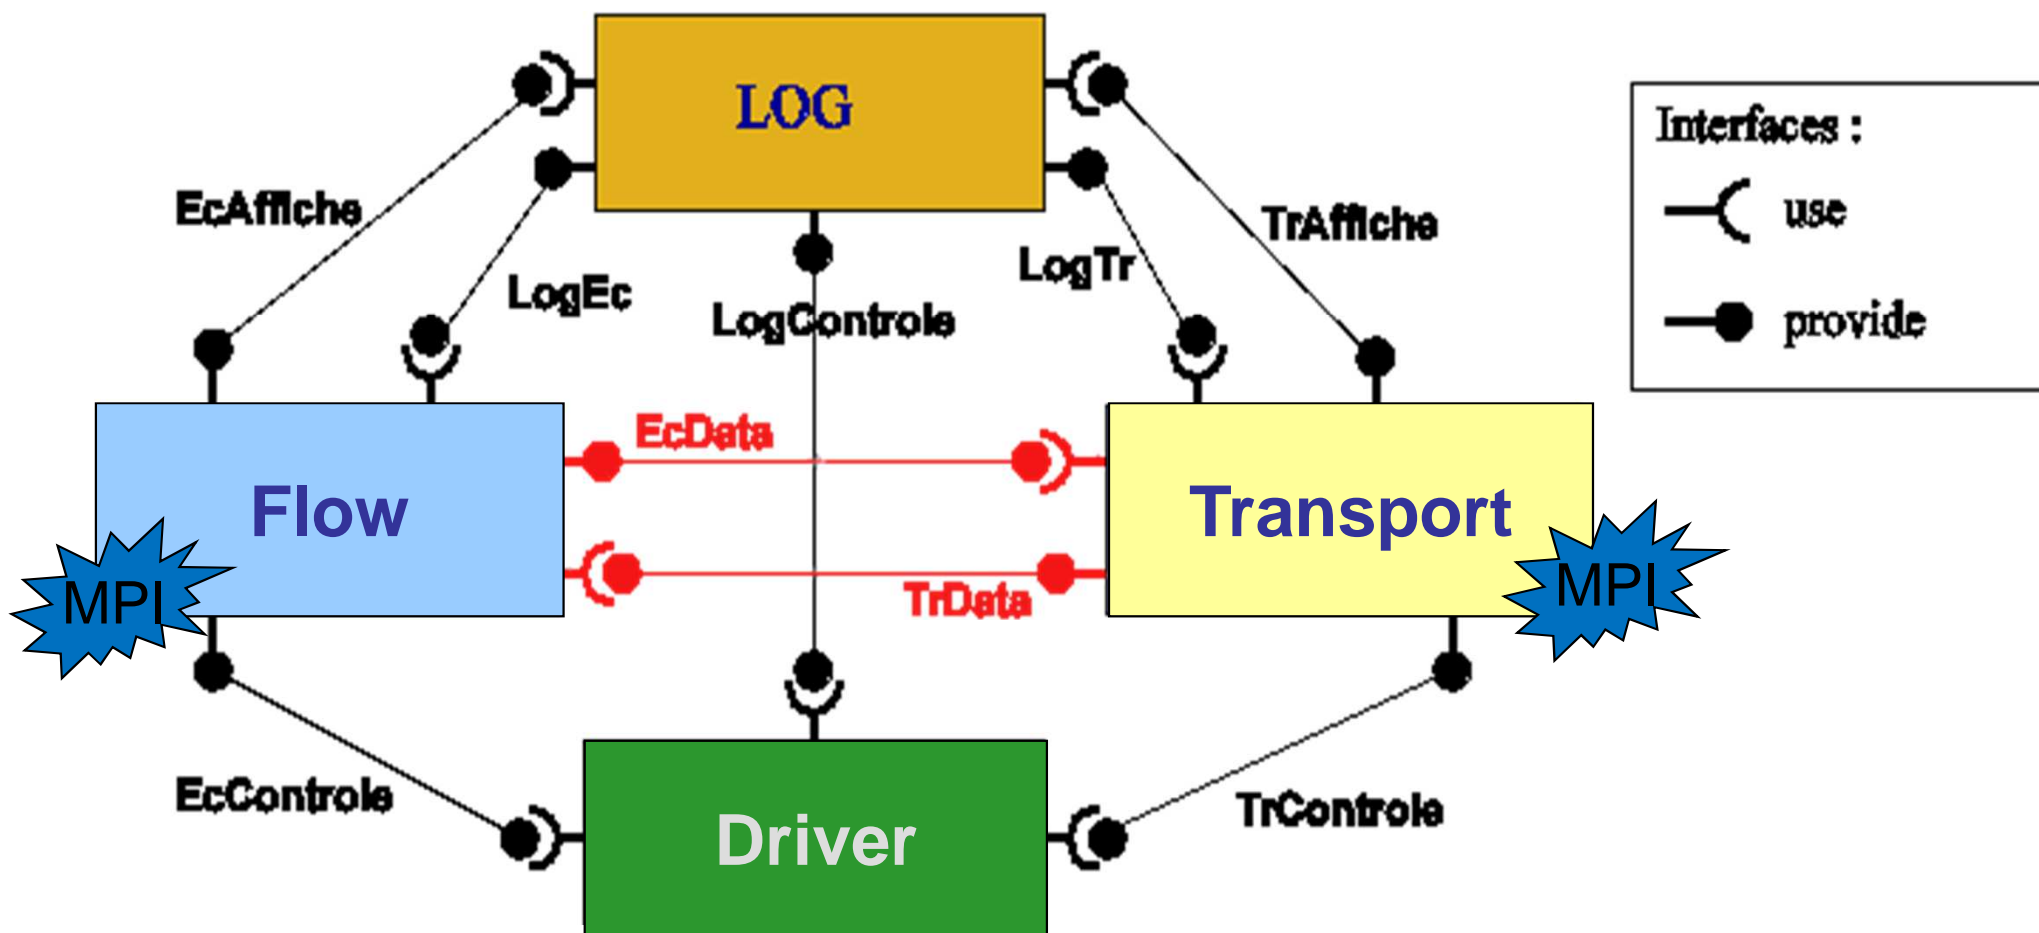 LOG
Interfaces :
use
provide
EcAffiche
TrAffiche
LogEc
LogTr
LogControle
EcData
Flow
Transport
MPI
MPI
TrData
EcControle
TrControle
Driver